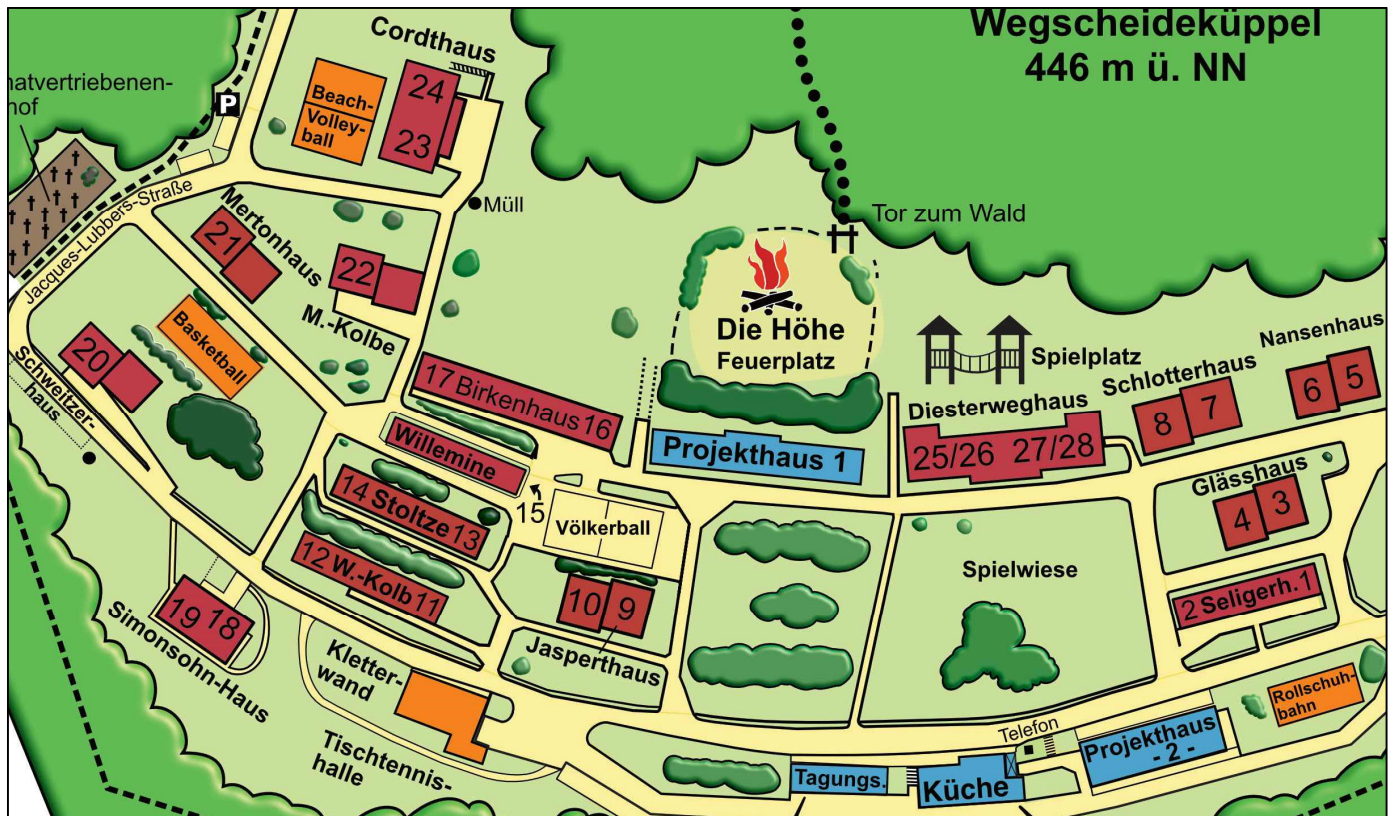 Wegscheideküppel
446 m ü. NN
Cordthaus
natvertriebenen-
hof
P
Beach-
Volley-
ball
24
23
Müll
Jacques-Lubbers-Straße
Mertonhaus
21
22
M.-Kolbe
Tor zum Wald
Die Höhe
Feuerplatz
Spielplatz
Nansenhaus
6 5
Schlotterhaus
8 7
Basketball
20
Schweitzer-
haus
17 Birkenhaus 16
Willemine
Projekthaus 1
Diesterweghaus
25/26 27/28
Glässhaus
4 3
14 Stoltze 13
15
Völkerball
12 W.-Kolb 11
10 9
Jasperthaus
Spielwiese
2 Seligerh. 1
19 18
Simonsohn-Haus
Kletter-
wand
Tischtennis-
halle
Rollschuh-
bahn
Telefon
Projekthaus
- 2 -
Tagungs.
Küche